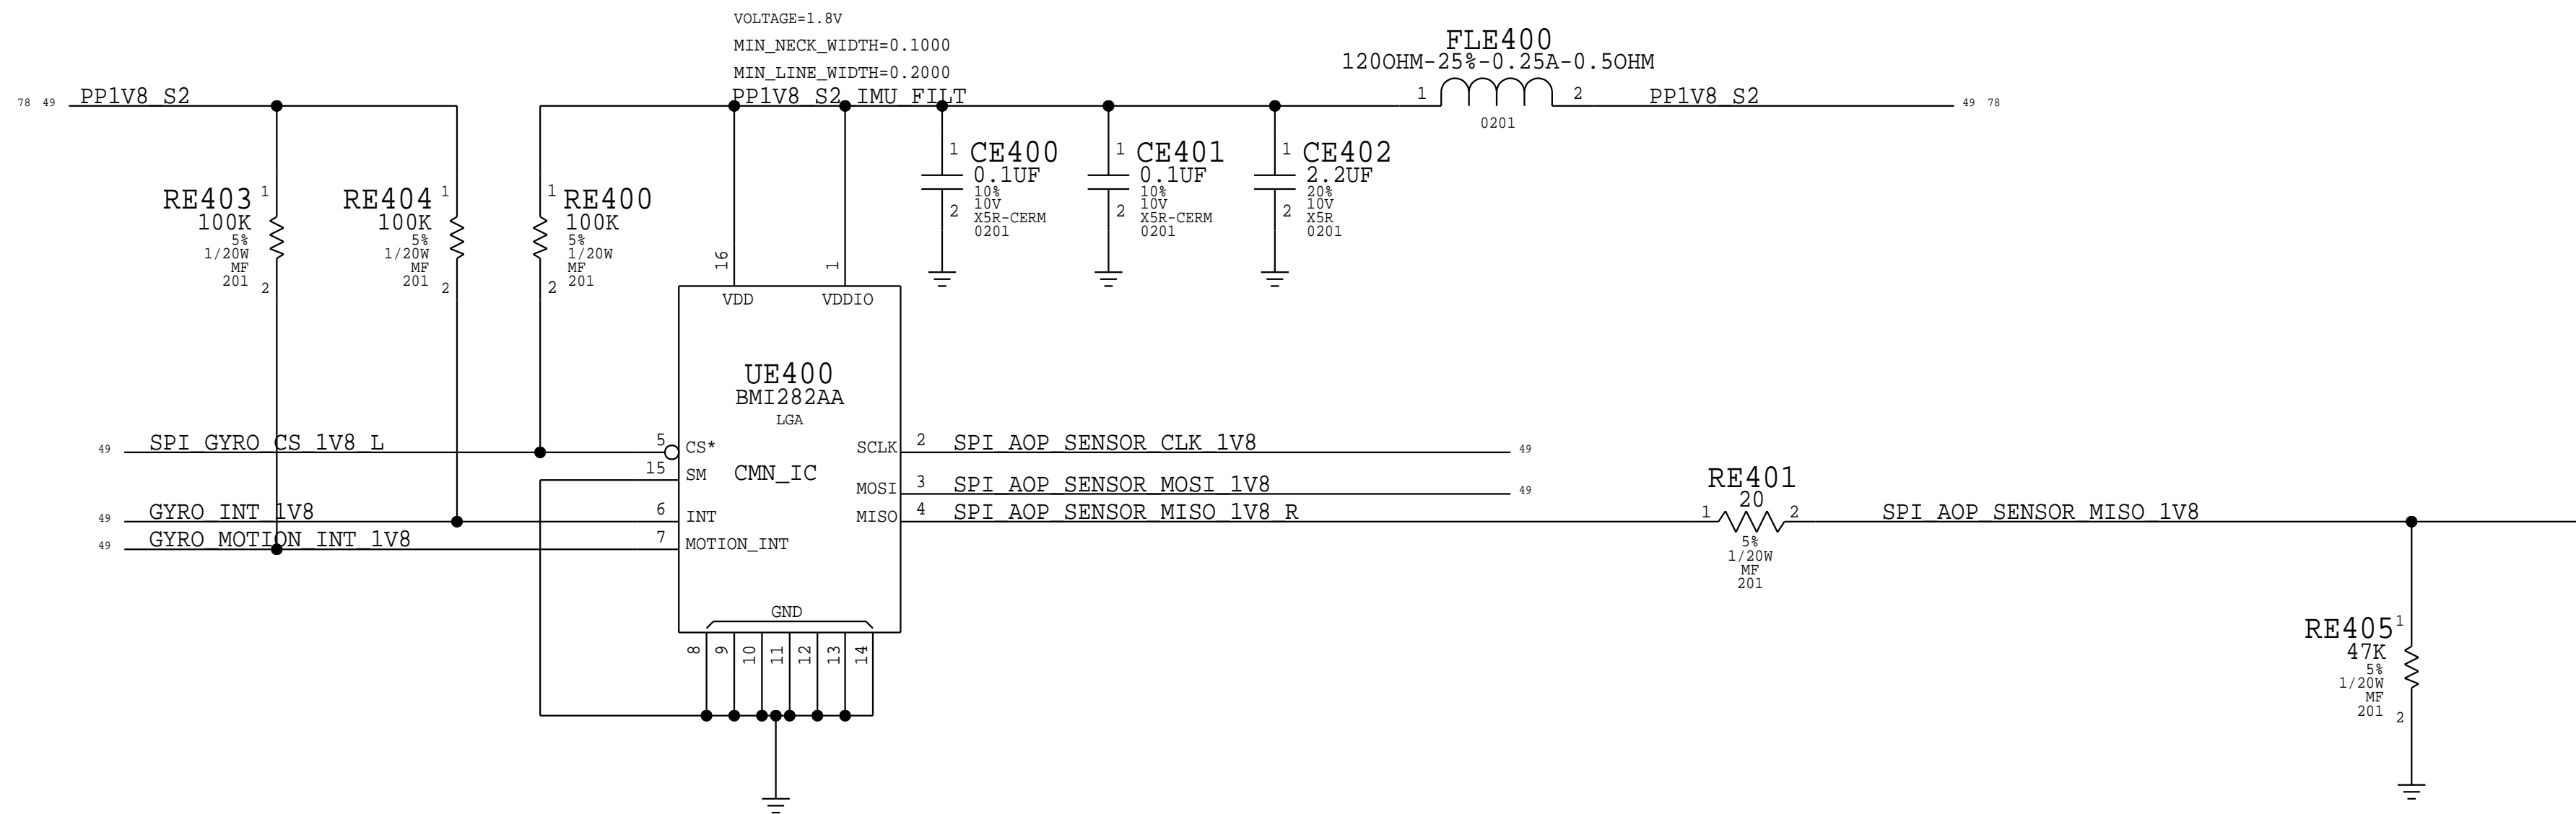 VOLTAGE=1.8V
MIN_NECK_WIDTH=0.1000
MIN_LINE_WIDTH=0.2000
FLE400
120OHM-25%-0.25A-0.5OHM
78 49 PP1V8_S2
PP1V8_S2_IMU_FILT
1 2
PP1V8_S2 49 78
0201
RE403 1
100K
5%
1/20W
MF
201 2
RE404 1
100K
5%
1/20W
MF
201 2
1 RE400
100K
5%
1/20W
MF
2 201
1 CE400
0.1UF
10%
10V
2 X5R-CERM
0201
1 CE401
0.1UF
10%
10V
2 X5R-CERM
0201
1 CE402
2.2UF
20%
10V
2 X5R
0201
16 1
VDD VDDIO
UE400
BMI282AA
LGA
CMN_IC
49 SPI_GYRO_CS_1V8_L 5 CS*
15 SM
49 GYRO_INT_1V8 6 INT
49 GYRO_MOTION_INT_1V8 7 MOTION_INT
SCLK 2 SPI_AOP_SENSOR_CLK_1V8 49
MOSI 3 SPI_AOP_SENSOR_MOSI_1V8 49
MISO 4 SPI_AOP_SENSOR_MISO_1V8_R
RE401
20
1 2
5%
1/20W
MF
201
SPI_AOP_SENSOR_MISO_1V8
GND
8 9 10 11 12 13 14
RE405 1
47K
5%
1/20W
MF
201 2